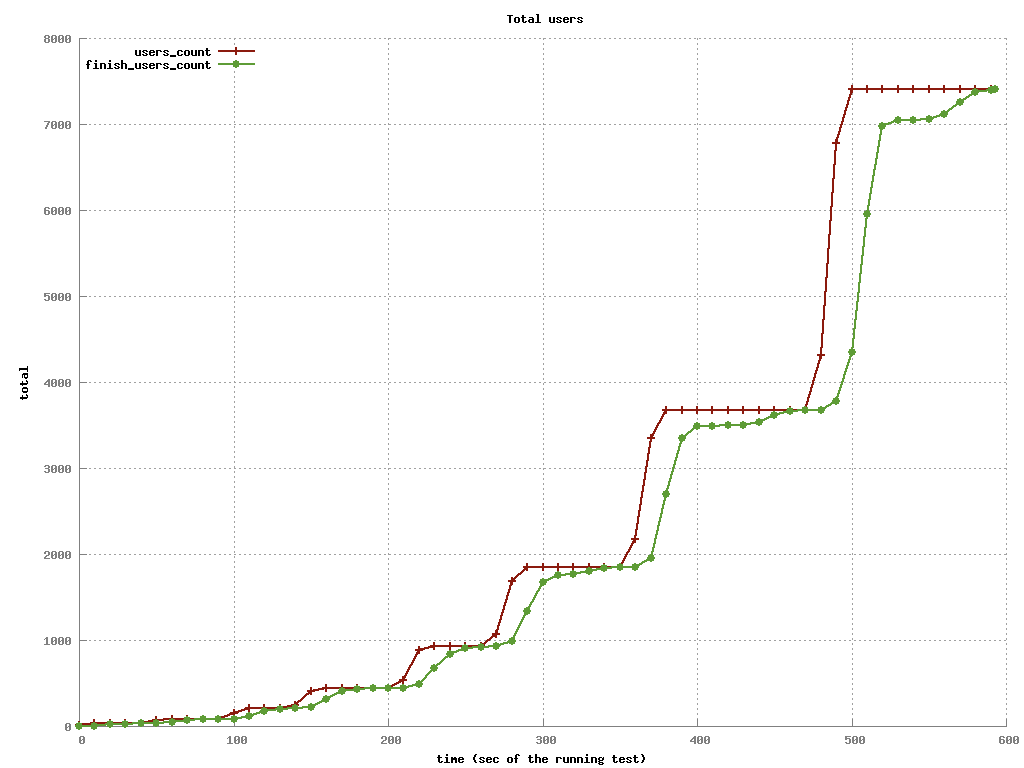 Total users
users_count
finish_users_count
8000
7000
6000
5000
4000
3000
2000
1000
0
total
0 100 200 300 400 500 600
time (sec of the running test)